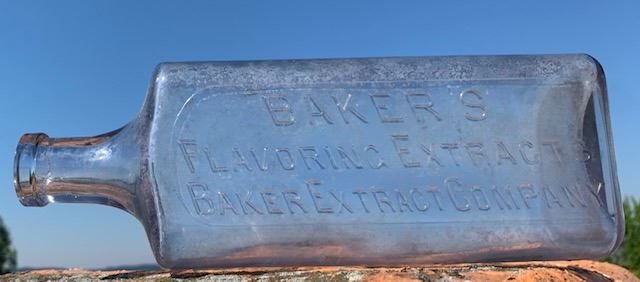 BAKER'S
FLAVORING EXTRACTS
BAKER EXTRACT COMPANY